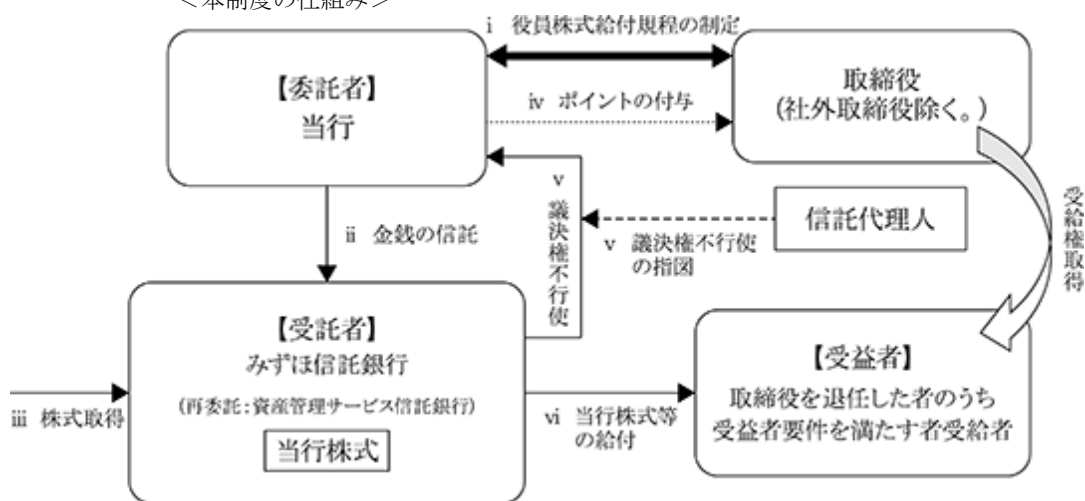 ＜本制度の仕組み＞
ⅰ 役員株式給付規程の制定
【委託者】
当行
取締役
(社外取締役除く。)
ⅳ ポイントの付与
ⅱ 金銭の信託
ⅴ 議決権不行使
信託代理人
ⅴ 議決権不行使
の指図
受給権取得
【受託者】
みずほ信託銀行
(再委託：資産管理サービス信託銀行)
当行株式
ⅲ 株式取得
ⅵ 当行株式等
の給付
【受益者】
取締役を退任した者のうち
受益者要件を満たす者受給者